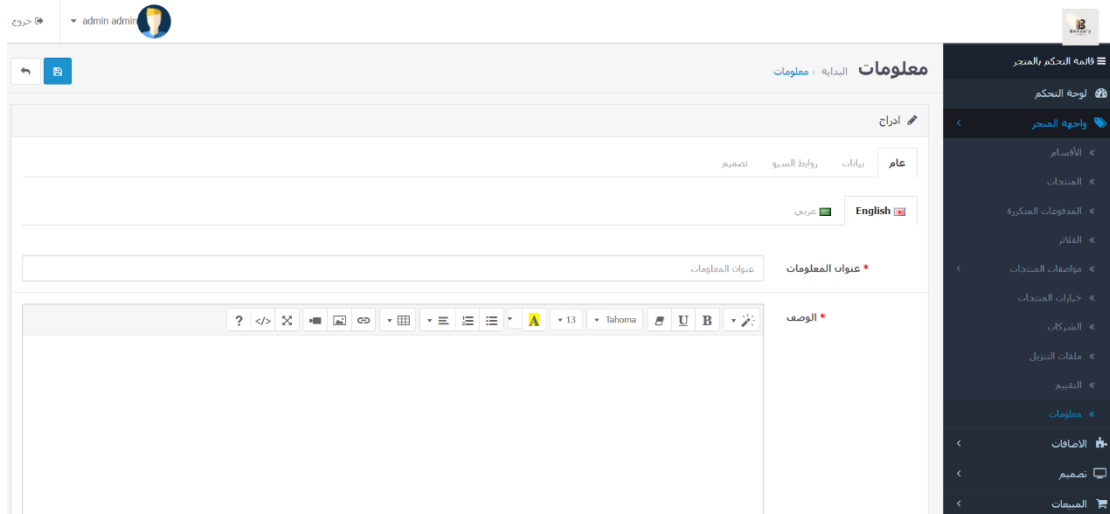 admin admin
خروج
معلومات
البداية › معلومات
ادراج
عام
بيانات
روابط السيو
تصميم
English
عربي
* عنوان المعلومات
عنوان المعلومات
* الوصف
B U Tahoma 13 A </> ?
قائمة التحكم بالمتجر
لوحة التحكم
واجهة المتجر
» الأقسام
» المنتجات
» المدفوعات المتكررة
» الفلاتر
» مواصفات المنتجات
» خيارات المنتجات
» الشركات
» ملفات التنزيل
» التقييم
» معلومات
الاضافات
تصميم
المبيعات